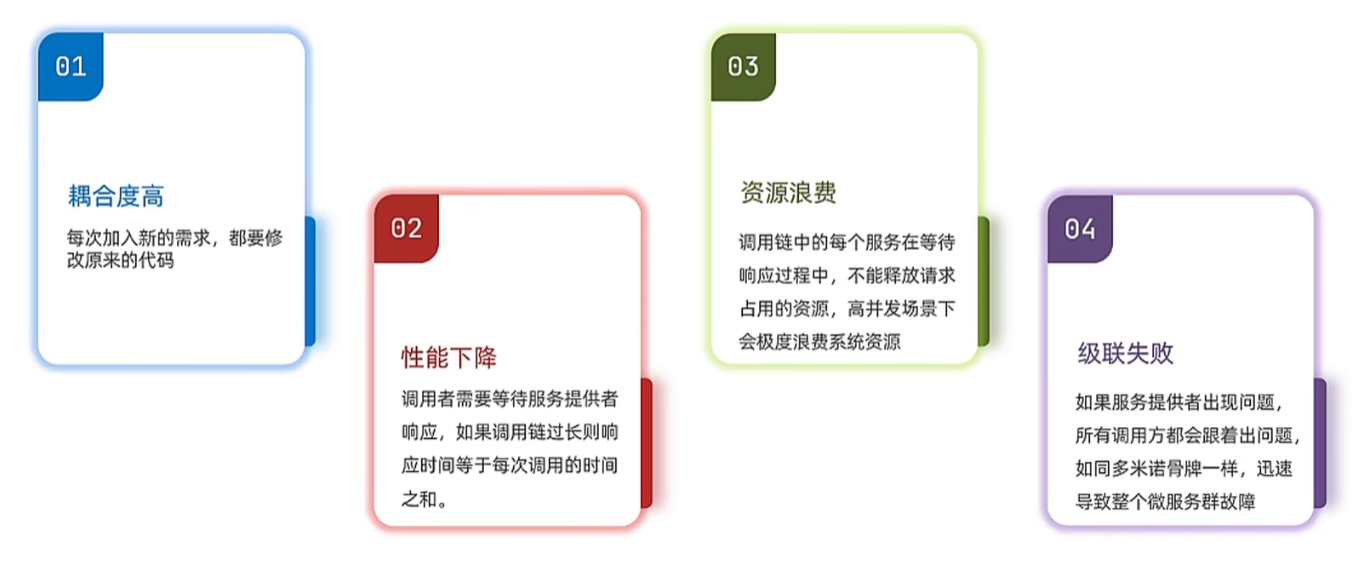 01
耦合度高
每次加入新的需求，都要修
改原来的代码
02
性能下降
调用者需要等待服务提供者
响应，如果调用链过长则响
应时间等于每次调用的时间
之和。
03
资源浪费
调用链中的每个服务在等待
响应过程中，不能释放请求
占用的资源，高并发场景下
会极度浪费系统资源
04
级联失败
如果服务提供者出现问题，
所有调用方都会跟着出问题，
如同多米诺骨牌一样，迅速
导致整个微服务群故障